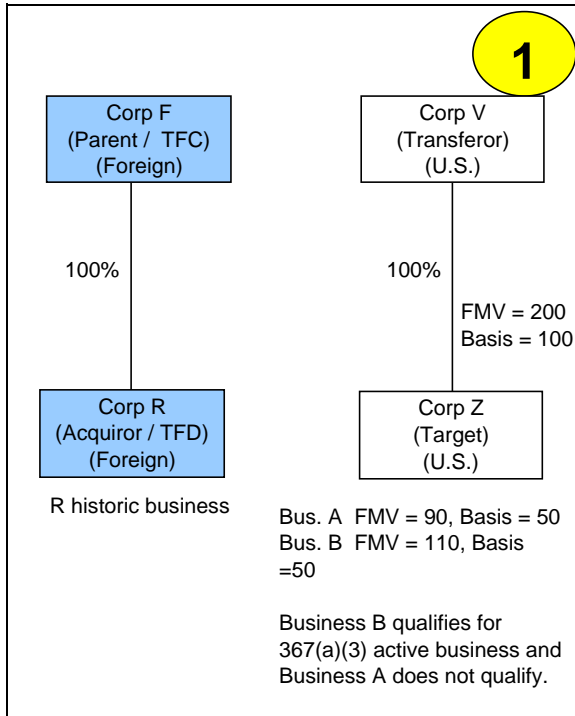 1
Corp F
(Parent / TFC)
(Foreign)
Corp V
(Transferor)
(U.S.)
100%
100%
FMV = 200
Basis = 100
Corp R
(Acquiror / TFD)
(Foreign)
Corp Z
(Target)
(U.S.)
R historic business
Bus. A FMV = 90, Basis = 50
Bus. B FMV = 110, Basis
=50
Business B qualifies for
367(a)(3) active business and
Business A does not qualify.